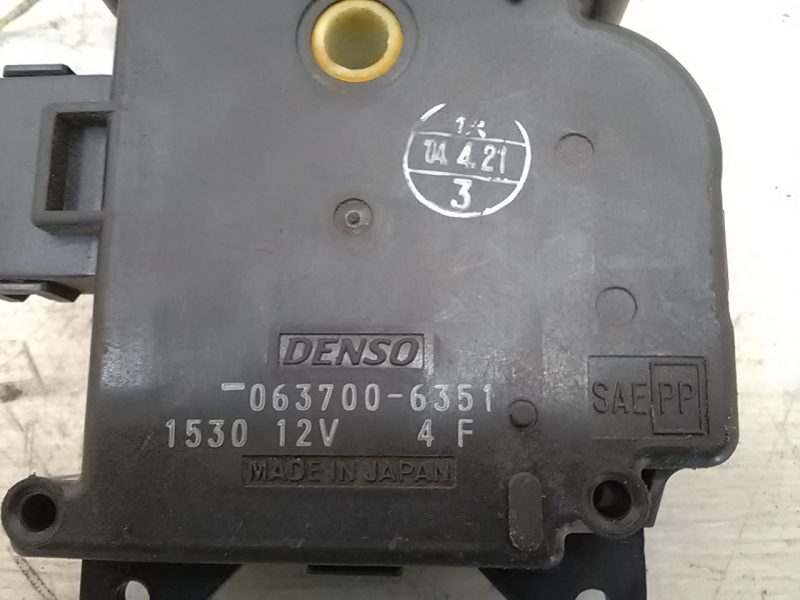 '04.4.21
3
DENSO
063700-6351
SAE PP
1530 12V 4 F
MADE IN JAPAN